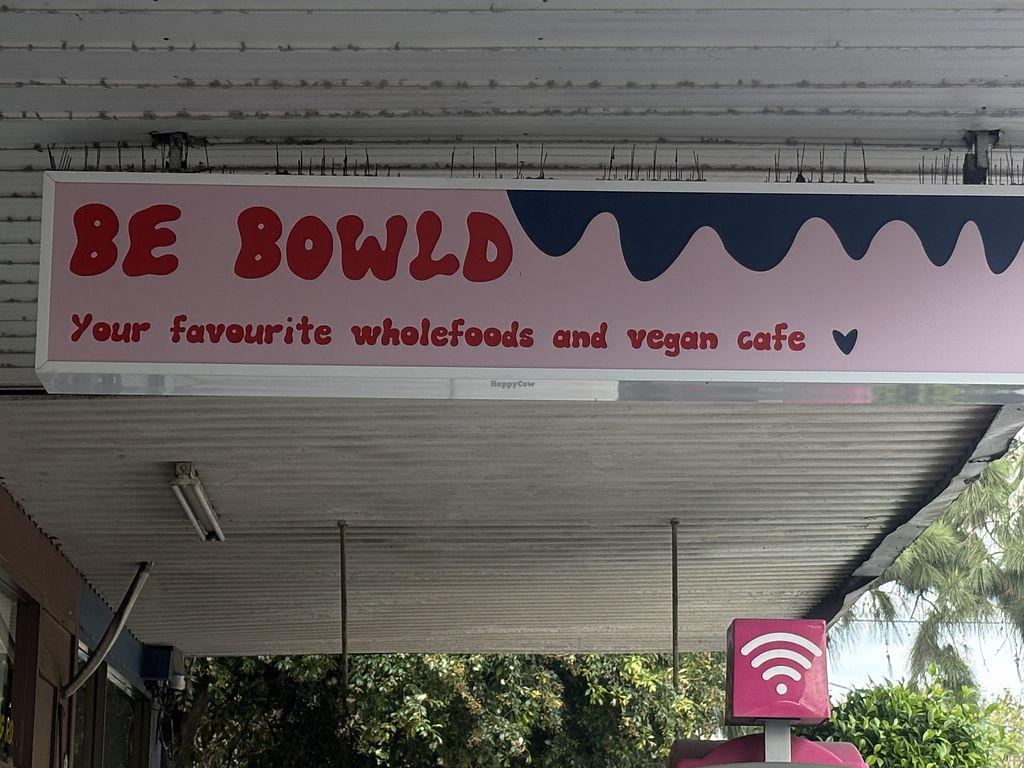 BE BOWLD
Your favourite wholefoods and vegan cafe
HappyCow